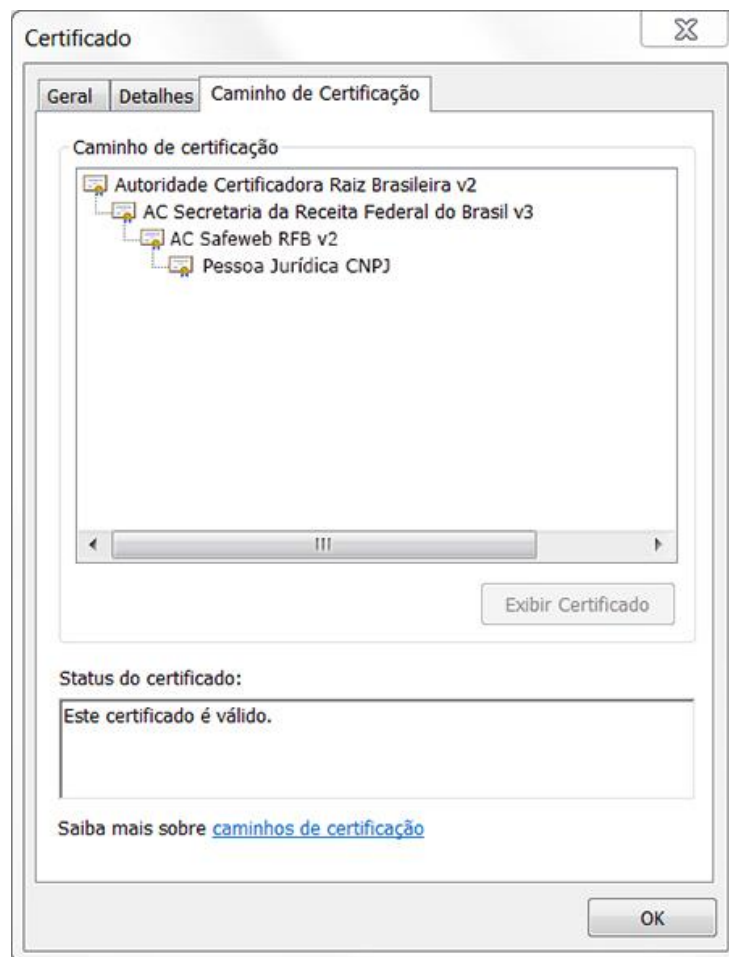 Certificado
Geral Detalhes Caminho de Certificação
Caminho de certificação
Autoridade Certificadora Raiz Brasileira v2
AC Secretaria da Receita Federal do Brasil v3
AC Safeweb RFB v2
Pessoa Jurídica CNPJ
Exibir Certificado
Status do certificado:
Este certificado é válido.
Saiba mais sobre caminhos de certificação
OK